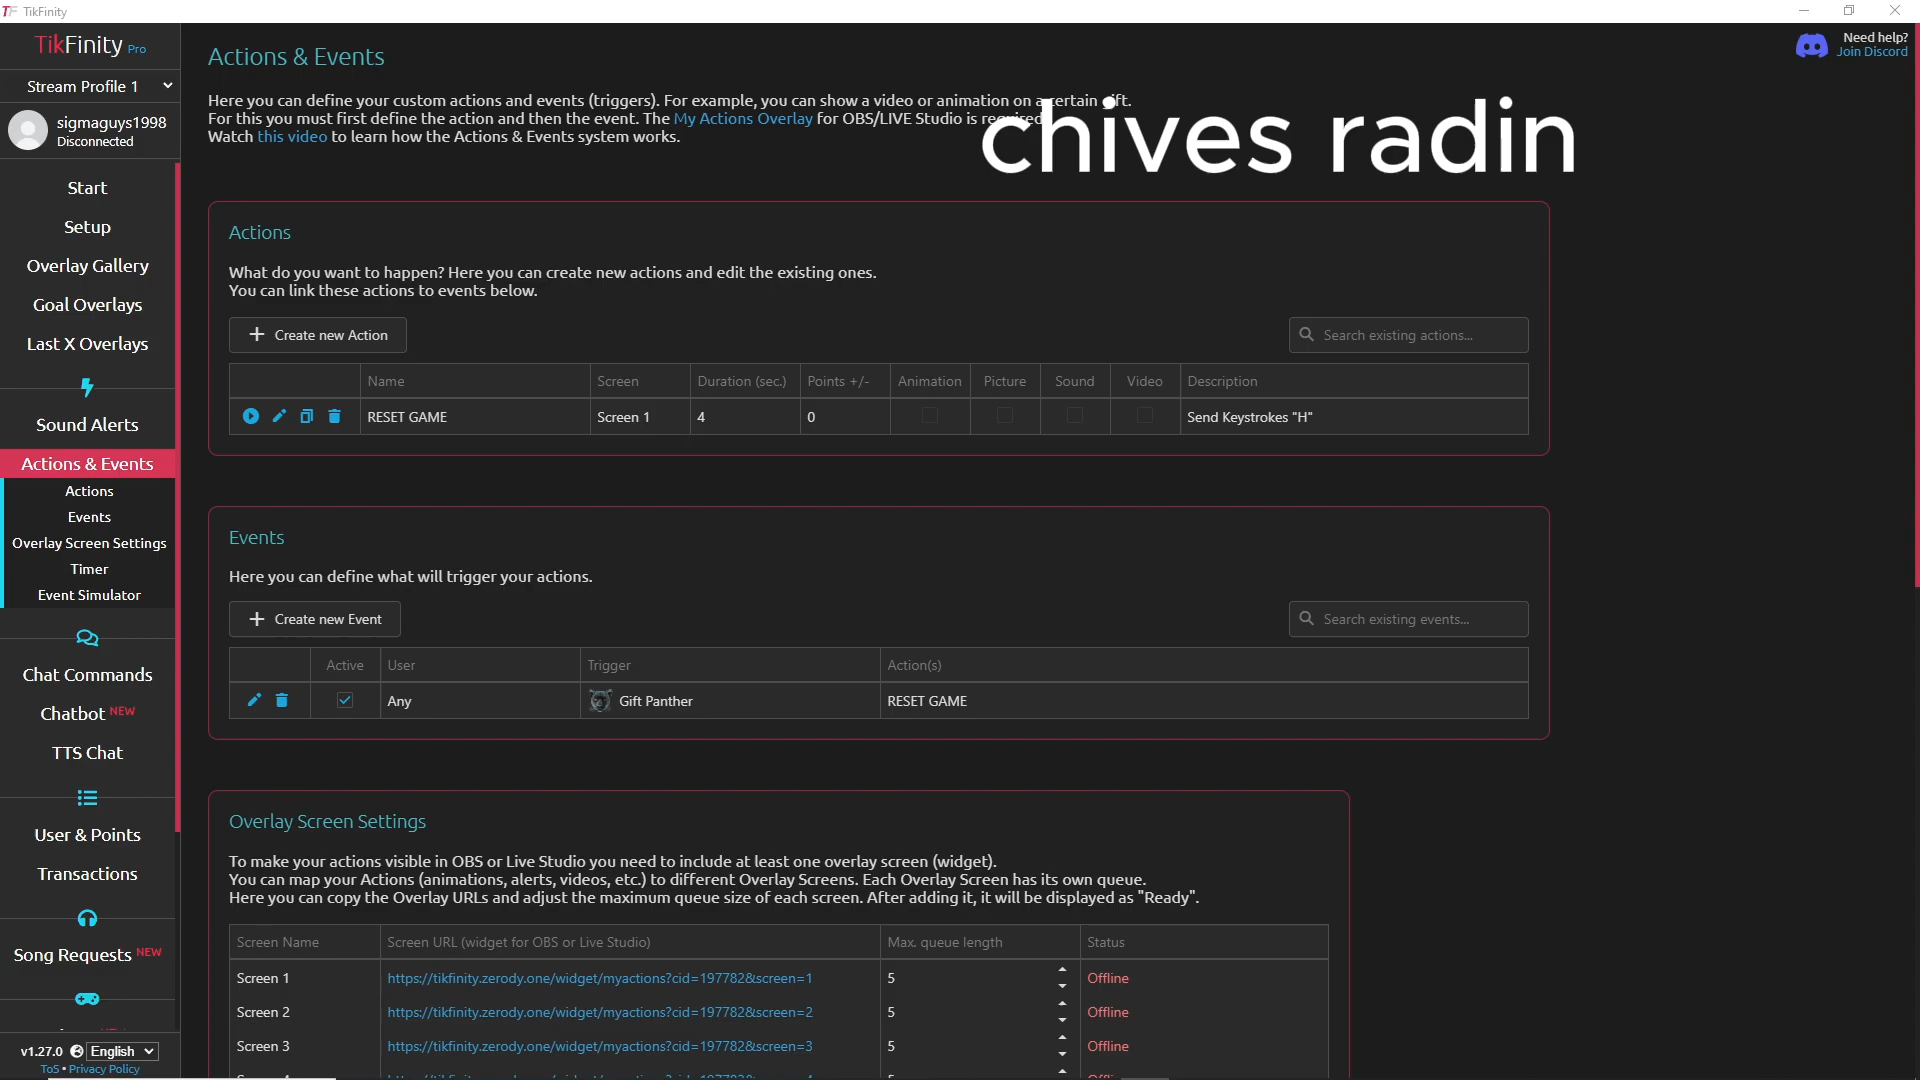 TikFinity
TikFinity Pro
Stream Profile 1
sigmaguys1998
Disconnected
Start
Setup
Overlay Gallery
Goal Overlays
Last X Overlays
Sound Alerts
Actions & Events
Actions
Events
Overlay Screen Settings
Timer
Event Simulator
Chat Commands
Chatbot NEW
TTS Chat
User & Points
Transactions
Song Requests NEW
v1.27.0 English
ToS • Privacy Policy
Need help?
Join Discord
Actions & Events
Here you can define your custom actions and events (triggers). For example, you can show a video or animation on a certain gift.
For this you must first define the action and then the event. The My Actions Overlay for OBS/LIVE Studio is required
Watch this video to learn how the Actions & Events system works.
chives radin
Actions
What do you want to happen? Here you can create new actions and edit the existing ones.
You can link these actions to events below.
Create new Action
Search existing actions...
Name Screen Duration (sec.) Points +/- Animation Picture Sound Video Description
RESET GAME Screen 1 4 0 Send Keystrokes "H"
Events
Here you can define what will trigger your actions.
Create new Event
Search existing events...
Active User Trigger Action(s)
Any Gift Panther RESET GAME
Overlay Screen Settings
To make your actions visible in OBS or Live Studio you need to include at least one overlay screen (widget).
You can map your Actions (animations, alerts, videos, etc.) to different Overlay Screens. Each Overlay Screen has its own queue.
Here you can copy the Overlay URLs and adjust the maximum queue size of each screen. After adding it, it will be displayed as "Ready".
Screen Name Screen URL (widget for OBS or Live Studio) Max. queue length Status
Screen 1 https://tikfinity.zerody.one/widget/myactions?cid=197782&screen=1 5 Offline
Screen 2 https://tikfinity.zerody.one/widget/myactions?cid=197782&screen=2 5 Offline
Screen 3 https://tikfinity.zerody.one/widget/myactions?cid=197782&screen=3 5 Offline